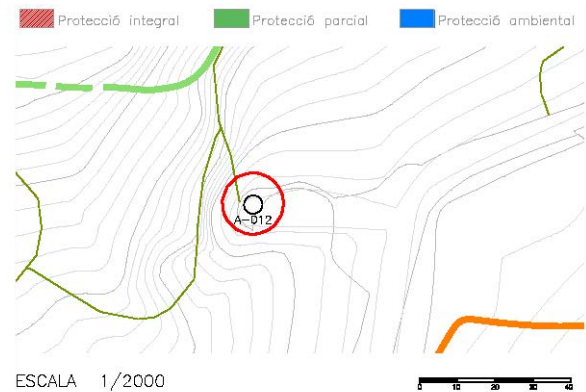 Protecció integral Protecció parcial Protecció ambiental
A-012
ESCALA 1/2000
0 10 20 30 40